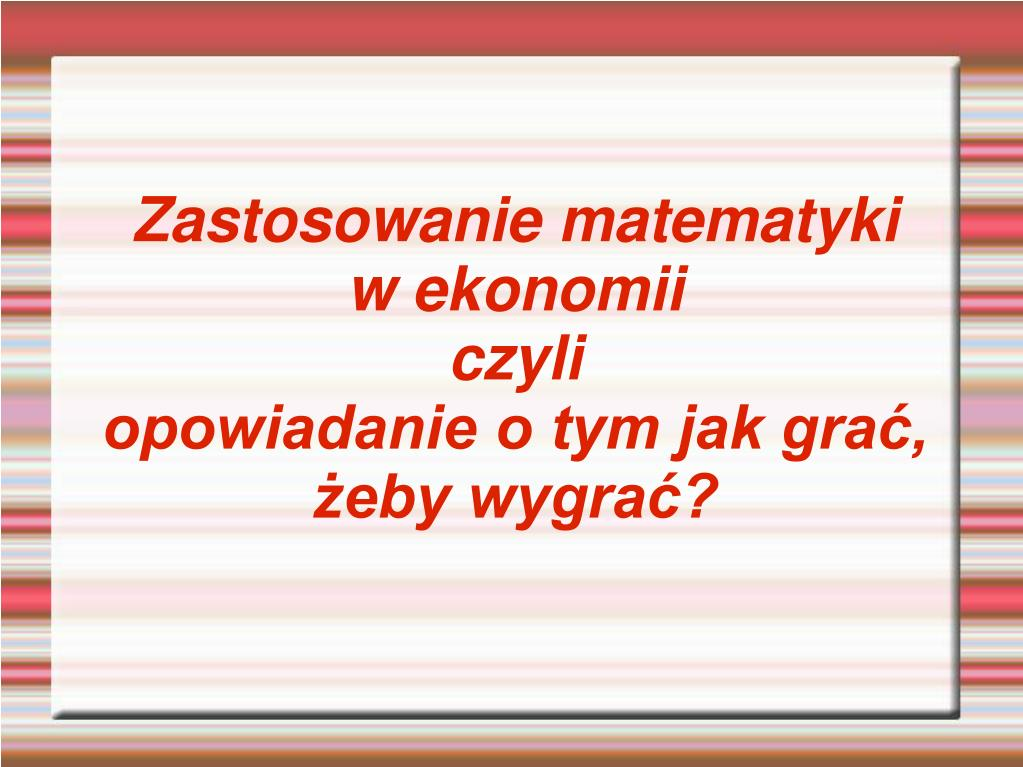 Zastosowanie matematyki
w ekonomii
czyli
opowiadanie o tym jak grać,
żeby wygrać?